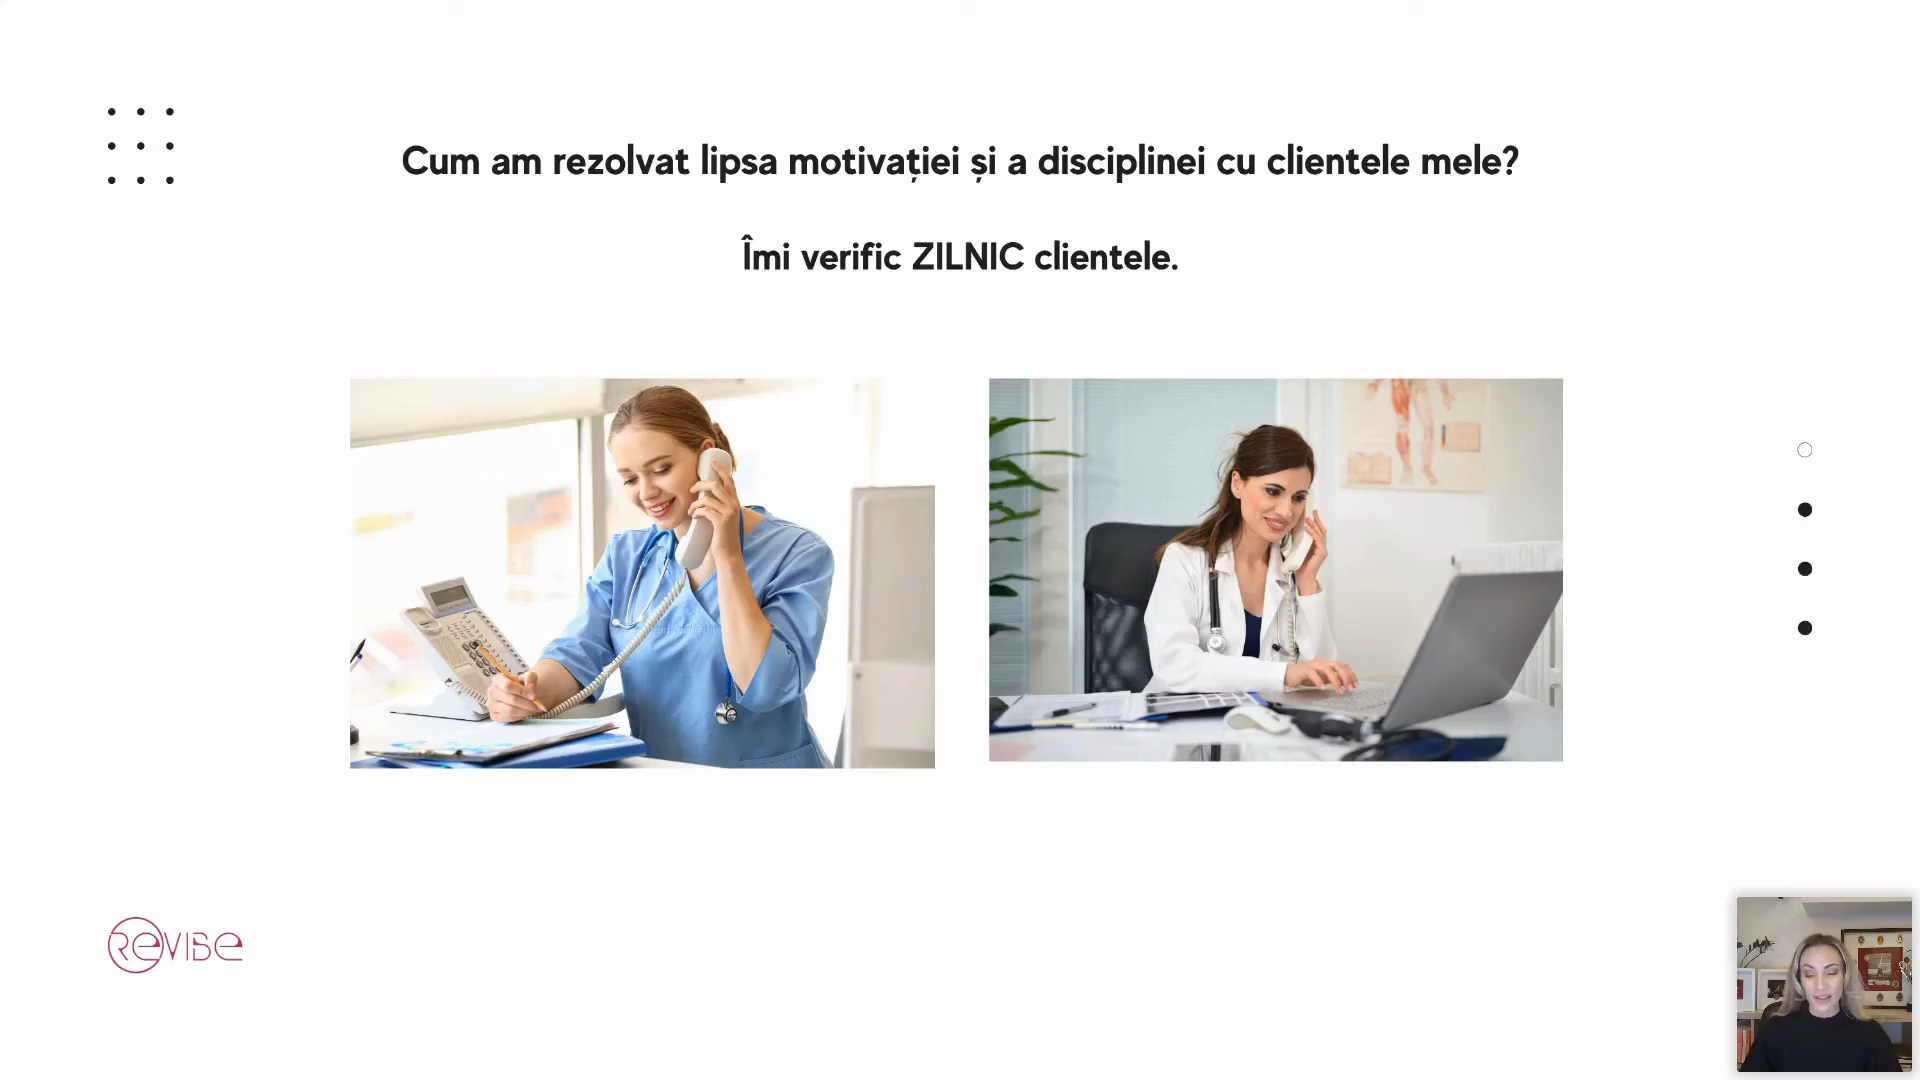 Cum am rezolvat lipsa motivației și a disciplinei cu clientele mele?
Îmi verific ZILNIC clientele.
REVIBE